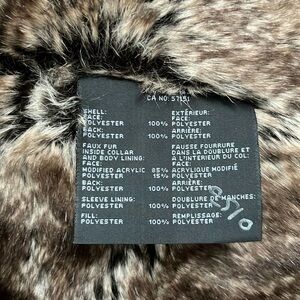 CA NO: 57151
SHELL: EXTÉRIEUR:
FACE: FACE:
POLYESTER 100% POLYESTER
BACK: ARRIÈRE:
POLYESTER 100% POLYESTER
FAUX FUR FAUSSE FOURRURE
INSIDE COLLAR DANS LA DOUBLURE ET
AND BODY LINING: A L'INTERIEUR DU COL:
FACE: FACE:
MODIFIED ACRYLIC 85% ACRYLIQUE MODIFIÉ
POLYESTER 15% POLYESTER
BACK: ARRIÈRE:
POLYESTER 100% POLYESTER
SLEEVE LINING: DOUBLURE DE MANCHES:
POLYESTER 100% POLYESTER
FILL: REMPLISSAGE:
POLYESTER 100% POLYESTER